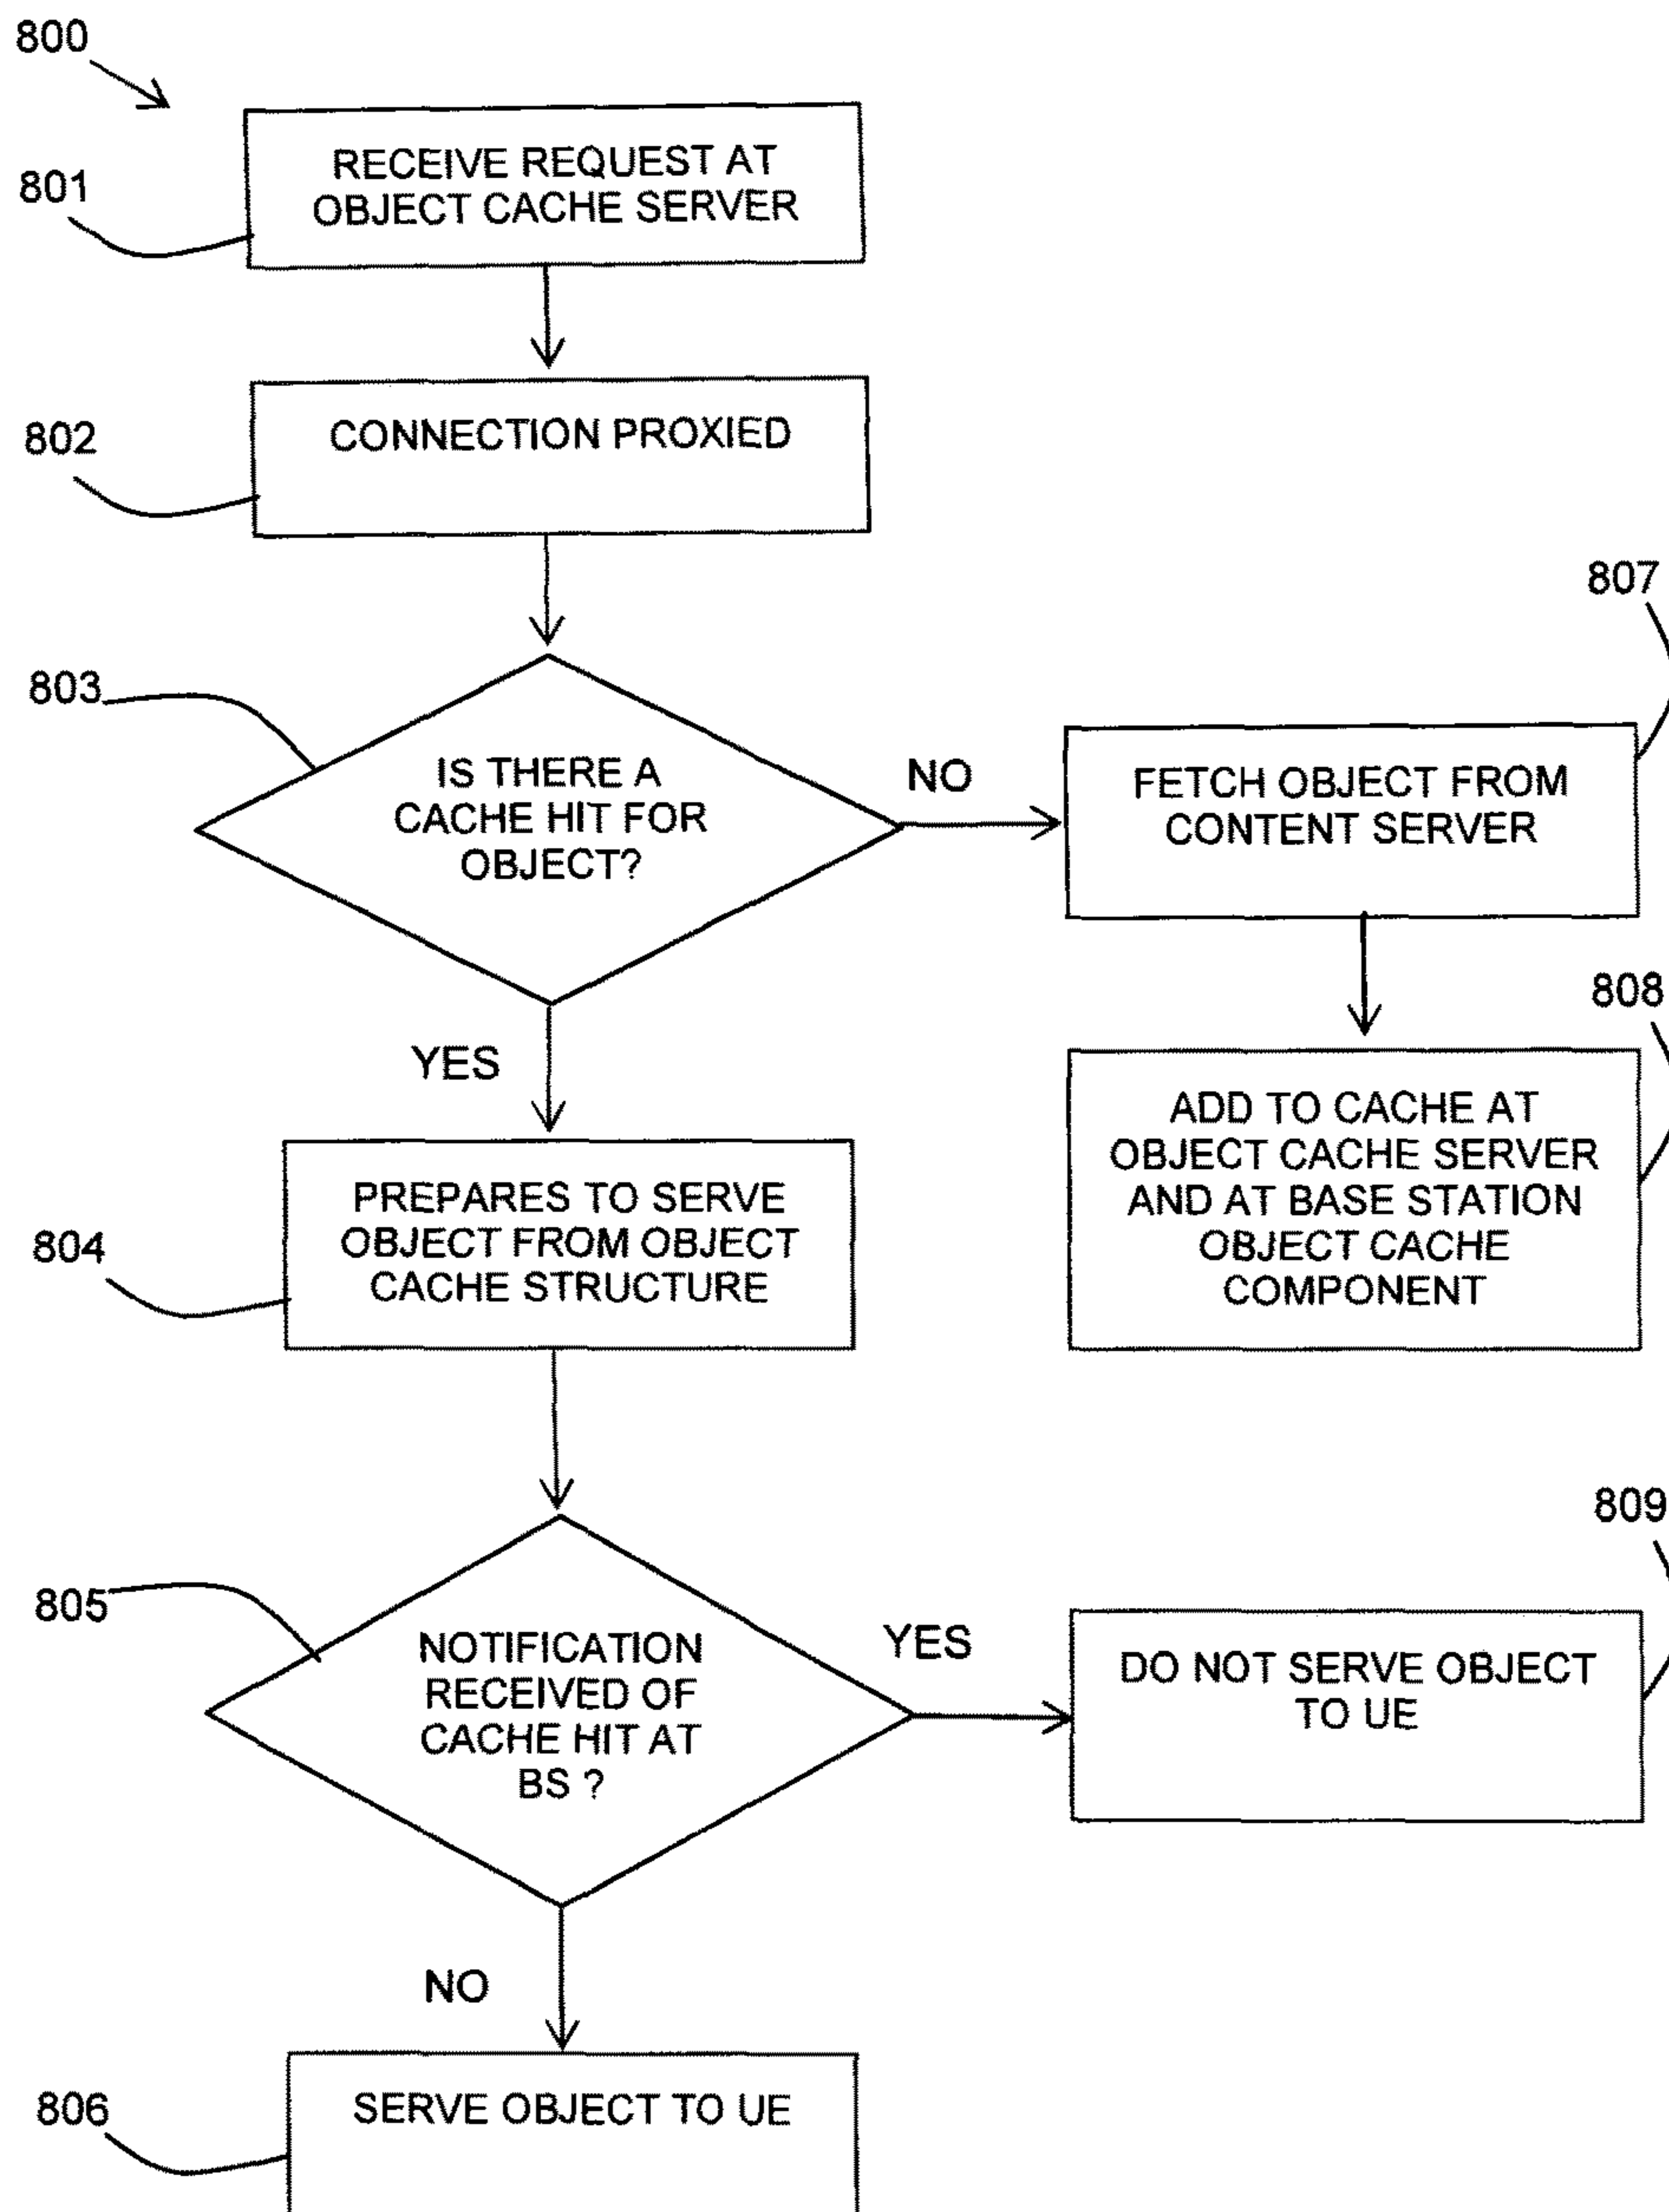 800
801
RECEIVE REQUEST AT
OBJECT CACHE SERVER
802
CONNECTION PROXIED
803
IS THERE A
CACHE HIT FOR
OBJECT?
NO
807
FETCH OBJECT FROM
CONTENT SERVER
YES
808
ADD TO CACHE AT
OBJECT CACHE SERVER
AND AT BASE STATION
OBJECT CACHE
COMPONENT
804
PREPARES TO SERVE
OBJECT FROM OBJECT
CACHE STRUCTURE
805
NOTIFICATION
RECEIVED OF
CACHE HIT AT
BS ?
YES
809
DO NOT SERVE OBJECT
TO UE
NO
806
SERVE OBJECT TO UE